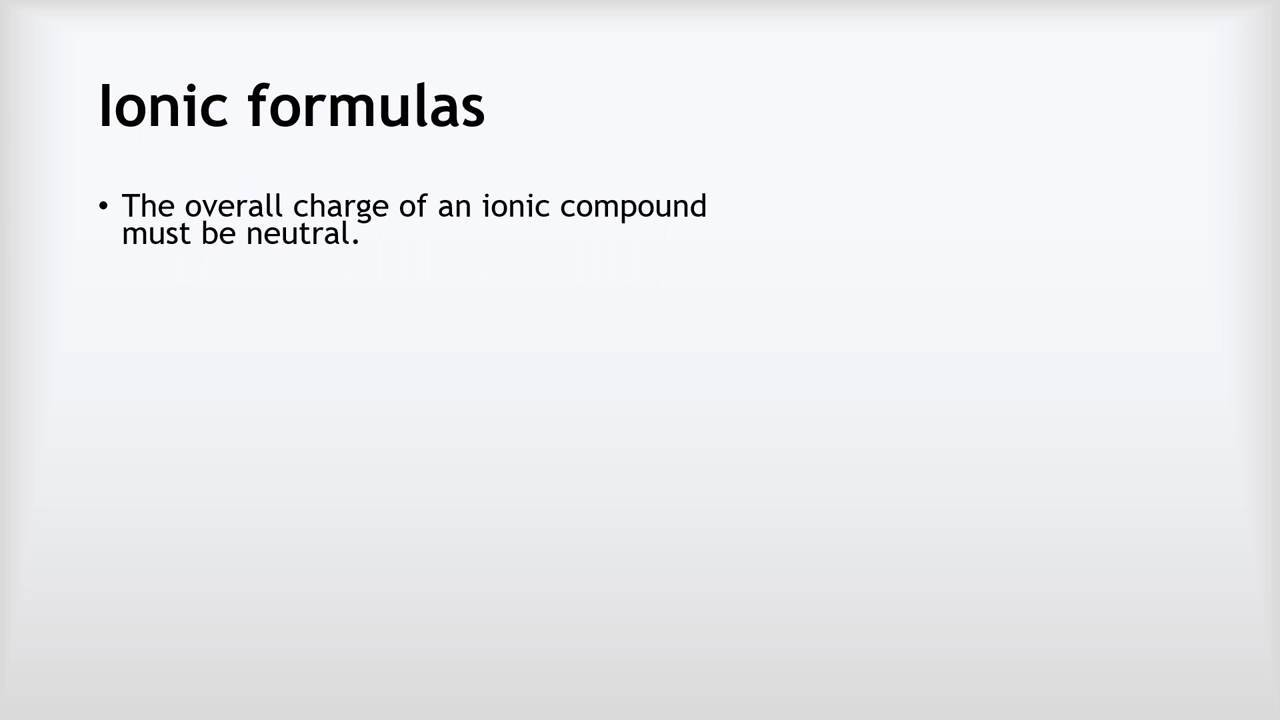 Ionic formulas
• The overall charge of an ionic compound
must be neutral.